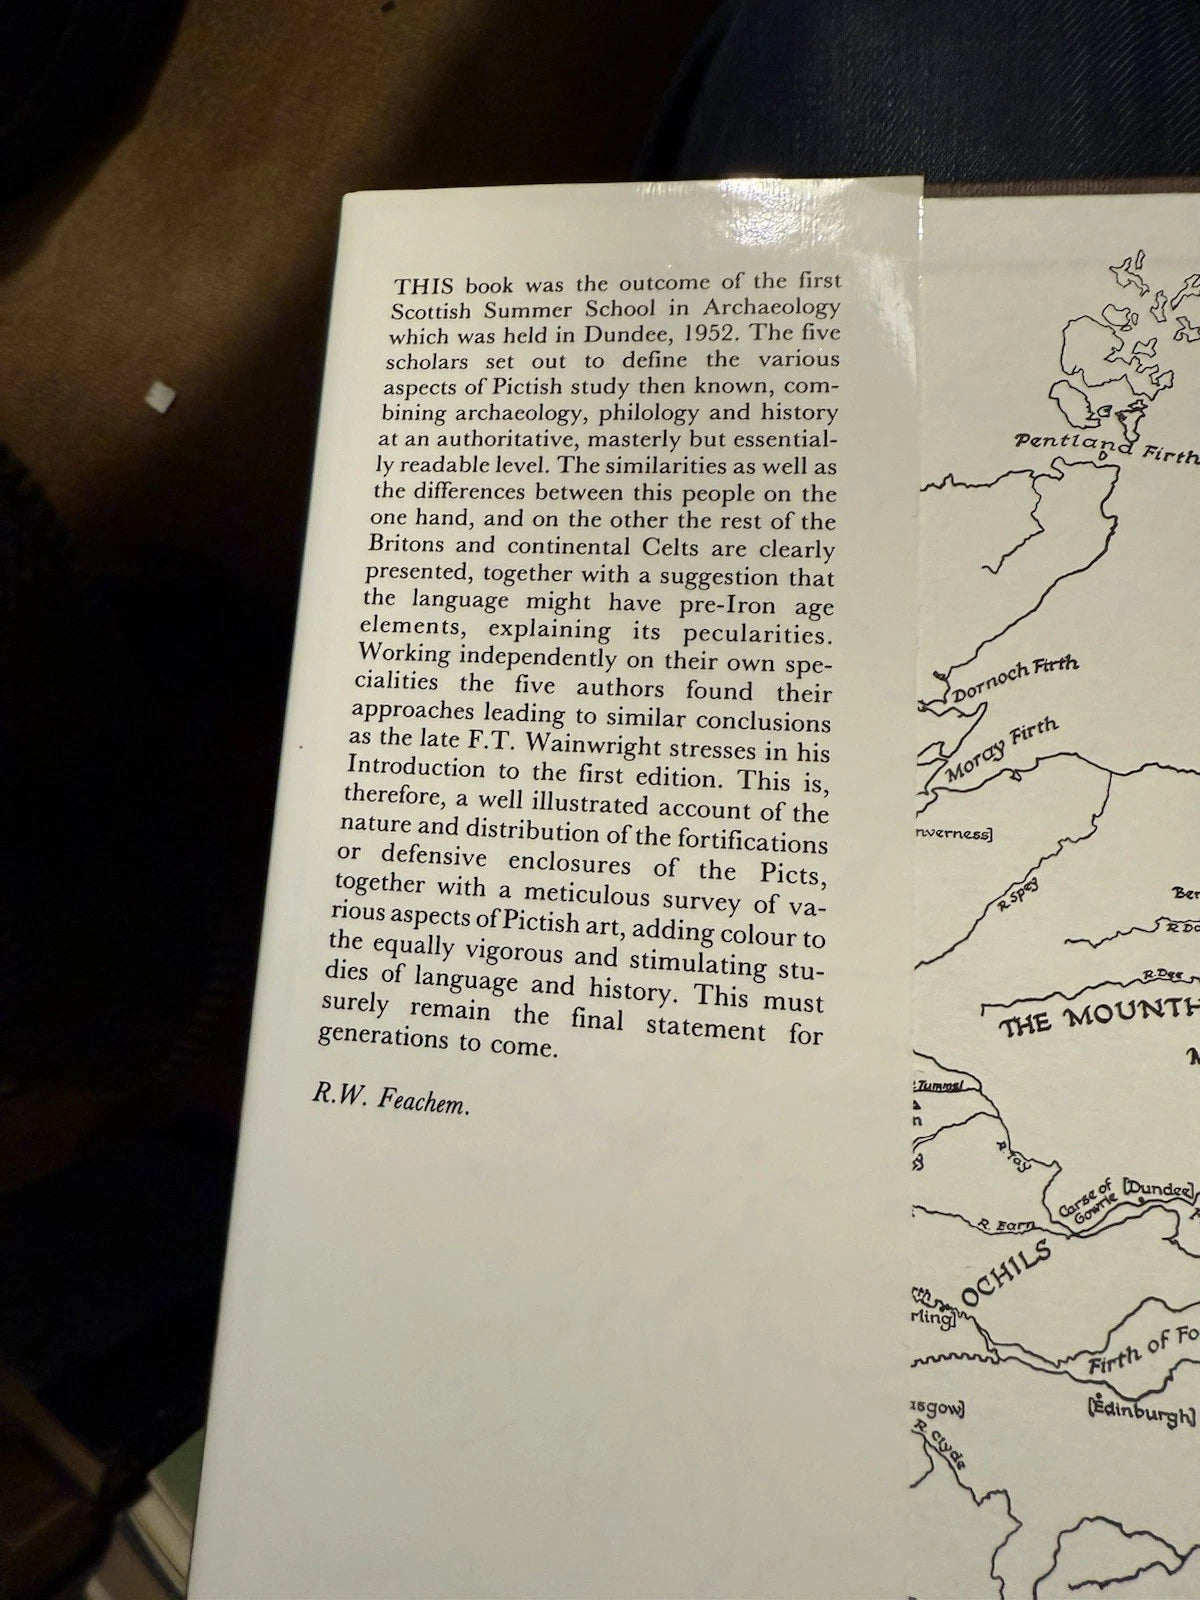 THIS book was the outcome of the first
Scottish Summer School in Archaeology
which was held in Dundee, 1952. The five
scholars set out to define the various
aspects of Pictish study then known, com-
bining archaeology, philology and history
at an authoritative, masterly but essential-
ly readable level. The similarities as well as
the differences between this people on the
one hand, and on the other the rest of the
Britons and continental Celts are clearly
presented, together with a suggestion that
the language might have pre-Iron age
elements, explaining its pecularities.
Working independently on their own spe-
cialities the five authors found their
approaches leading to similar conclusions
as the late F.T. Wainwright stresses in his
Introduction to the first edition. This is,
therefore, a well illustrated account of the
nature and distribution of the fortifications
or defensive enclosures of the Picts,
together with a meticulous survey of va-
rious aspects of Pictish art, adding colour to
the equally vigorous and stimulating stu-
dies of language and history. This must
surely remain the final statement for
generations to come.
R.W. Feachem.
Pentland Firth
Dornoch Firth
Moray Firth
nverness]
R. Spey
Ber
R. Do
R. Dee
THE MOUNTH
Tummel
R. Tay
Carse of
Gowrie
[Dundee]
R. Earn
OCHILS
rling]
Firth of Fo
[Edinburgh]
sgow]
R. Clyde